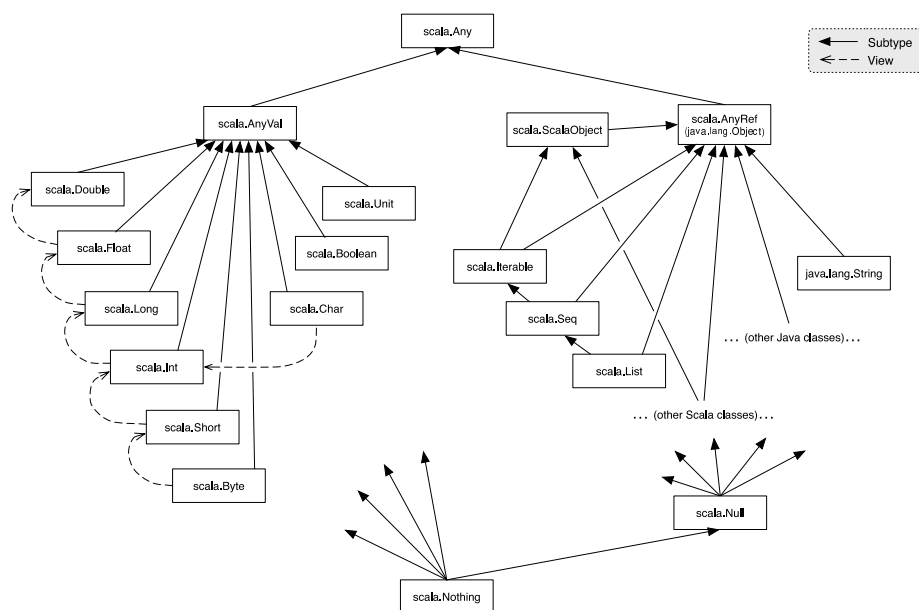 scala.Any
Subtype
View
scala.AnyVal
scala.ScalaObject
scala.AnyRef
(java.lang.Object)
scala.Double
scala.Unit
scala.Float
scala.Boolean
scala.Iterable
java.lang.String
scala.Long
scala.Char
scala.Seq
... (other Java classes)...
scala.Int
scala.List
scala.Short
... (other Scala classes)...
scala.Byte
scala.Null
scala.Nothing